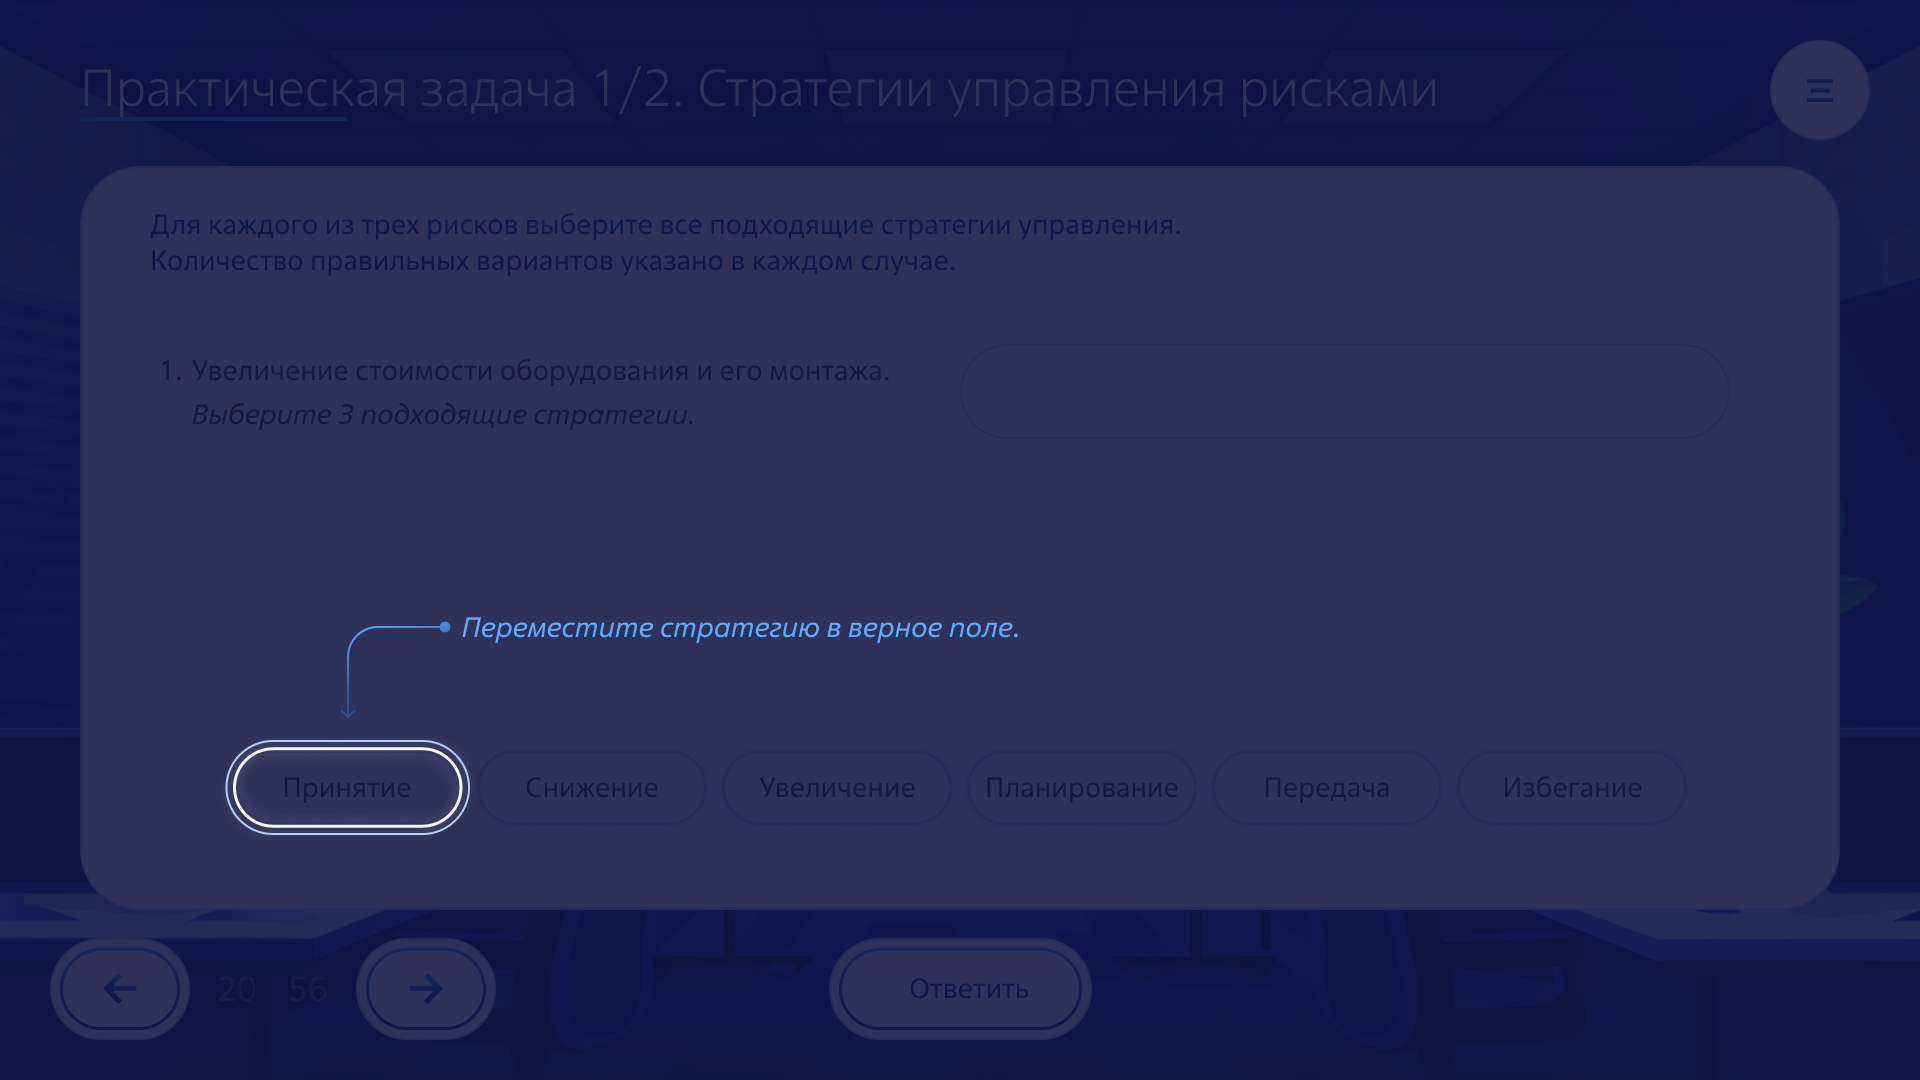 Практическая задача 1/2. Стратегии управления рисками
Для каждого из трех рисков выберите все подходящие стратегии управления.
Количество правильных вариантов указано в каждом случае.
1. Увеличение стоимости оборудования и его монтажа.
Выберите 3 подходящие стратегии.
Переместите стратегию в верное поле.
Принятие Снижение Увеличение Планирование Передача Избегание
20 56 Ответить